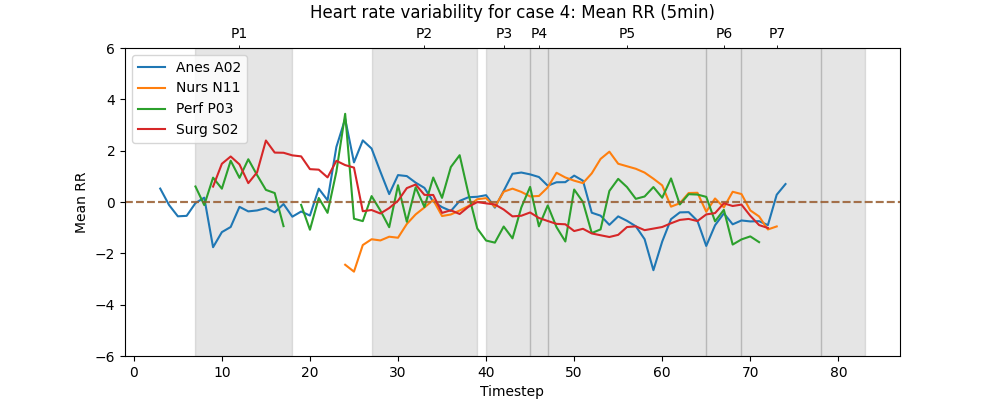 Heart rate variability for case 4: Mean RR (5min)
P1 P2 P3 P4 P5 P6 P7
Anes A02
Nurs N11
Perf P03
Surg S02
6
4
2
0
−2
−4
−6
Mean RR
0 10 20 30 40 50 60 70 80
Timestep